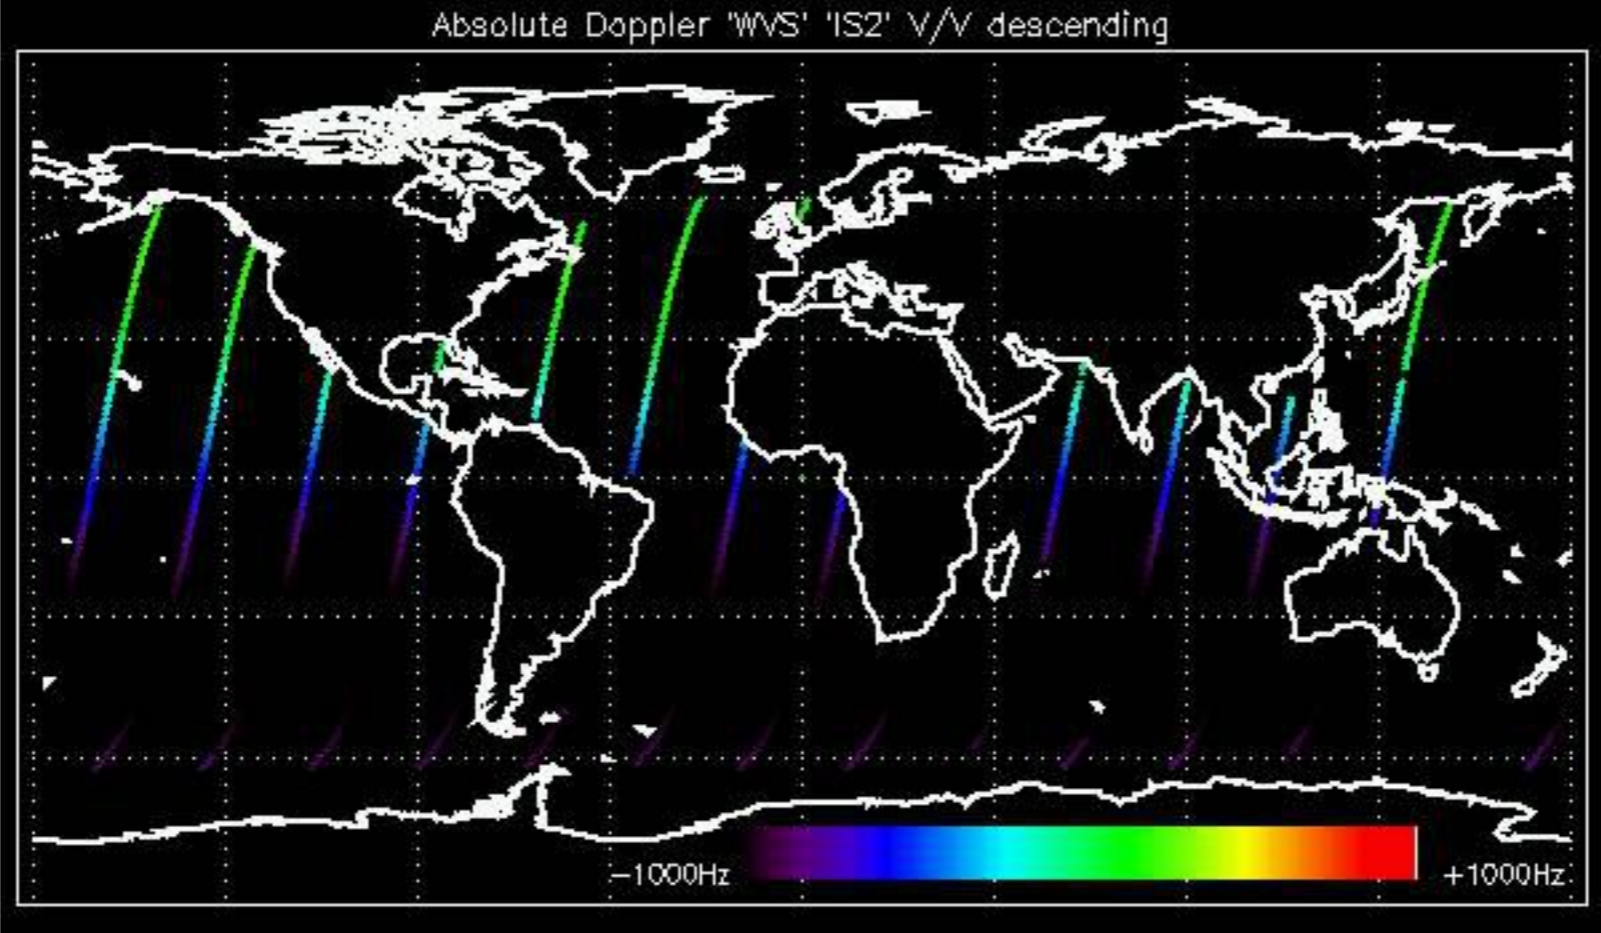 Absolute Doppler 'WVS' 'IS2' V/V descending
-1000Hz +1000Hz